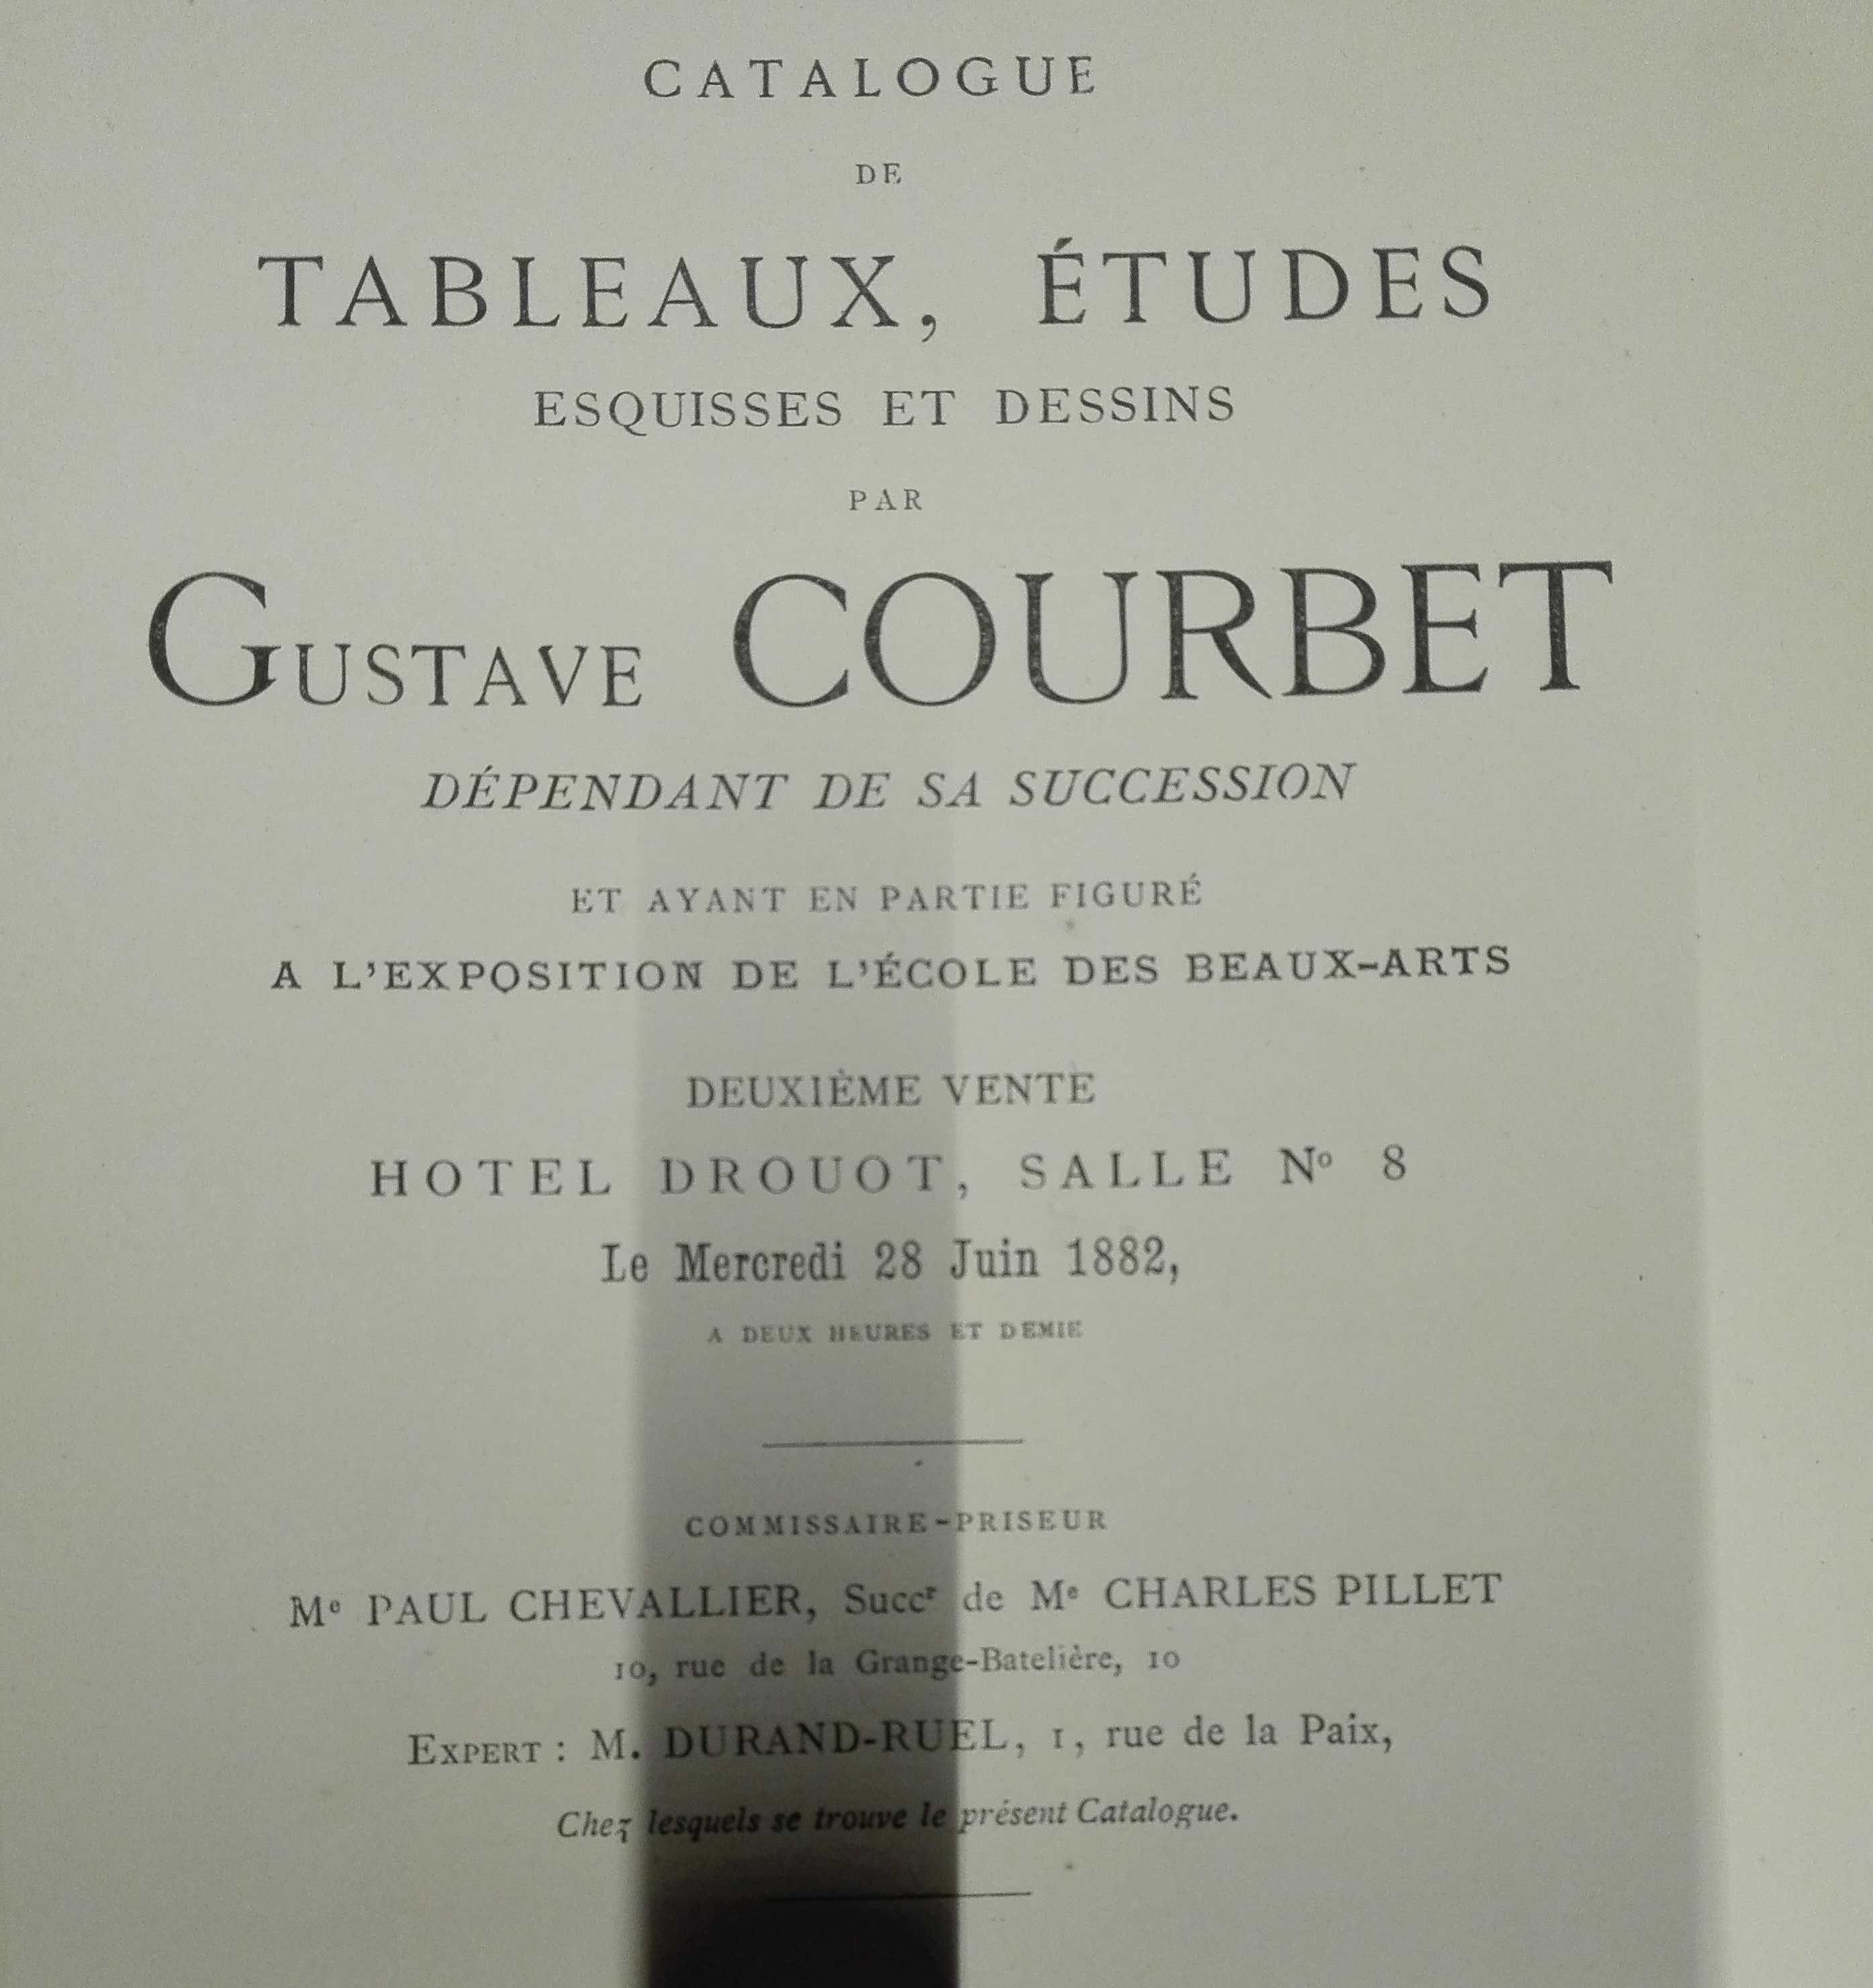 CATALOGUE
DE
TABLEAUX, ÉTUDES
ESQUISSES ET DESSINS
PAR
GUSTAVE COURBET
DÉPENDANT DE SA SUCCESSION
ET AYANT EN PARTIE FIGURÉ
A L'EXPOSITION DE L'ÉCOLE DES BEAUX-ARTS
DEUXIÈME VENTE
HOTEL DROUOT, SALLE Nº 8
Le Mercredi 28 Juin 1882,
A DEUX HEURES ET DEMIE
COMMISSAIRE-PRISEUR
Mᵉ PAUL CHEVALLIER, Succʳ de Mᵉ CHARLES PILLET
10, rue de la Grange-Batelière, 10
EXPERT : M. DURAND-RUEL, 1, rue de la Paix,
Chez lesquels se trouve le présent Catalogue.